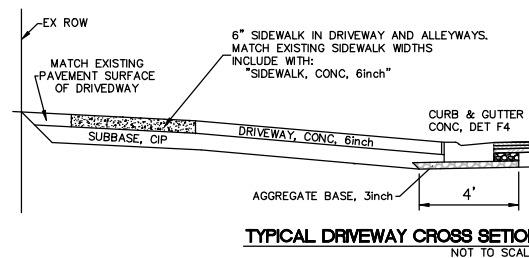 EX ROW
6" SIDEWALK IN DRIVEWAY AND ALLEYWAYS.
MATCH EXISTING SIDEWALK WIDTHS
INCLUDE WITH:
"SIDEWALK, CONC, 6inch"
MATCH EXISTING
PAVEMENT SURFACE
OF DRIVEDWAY
CURB & GUTTER
CONC, DET F4
DRIVEWAY, CONC, 6inch
SUBBASE, CIP
AGGREGATE BASE, 3inch
4'
TYPICAL DRIVEWAY CROSS SETION
NOT TO SCAL